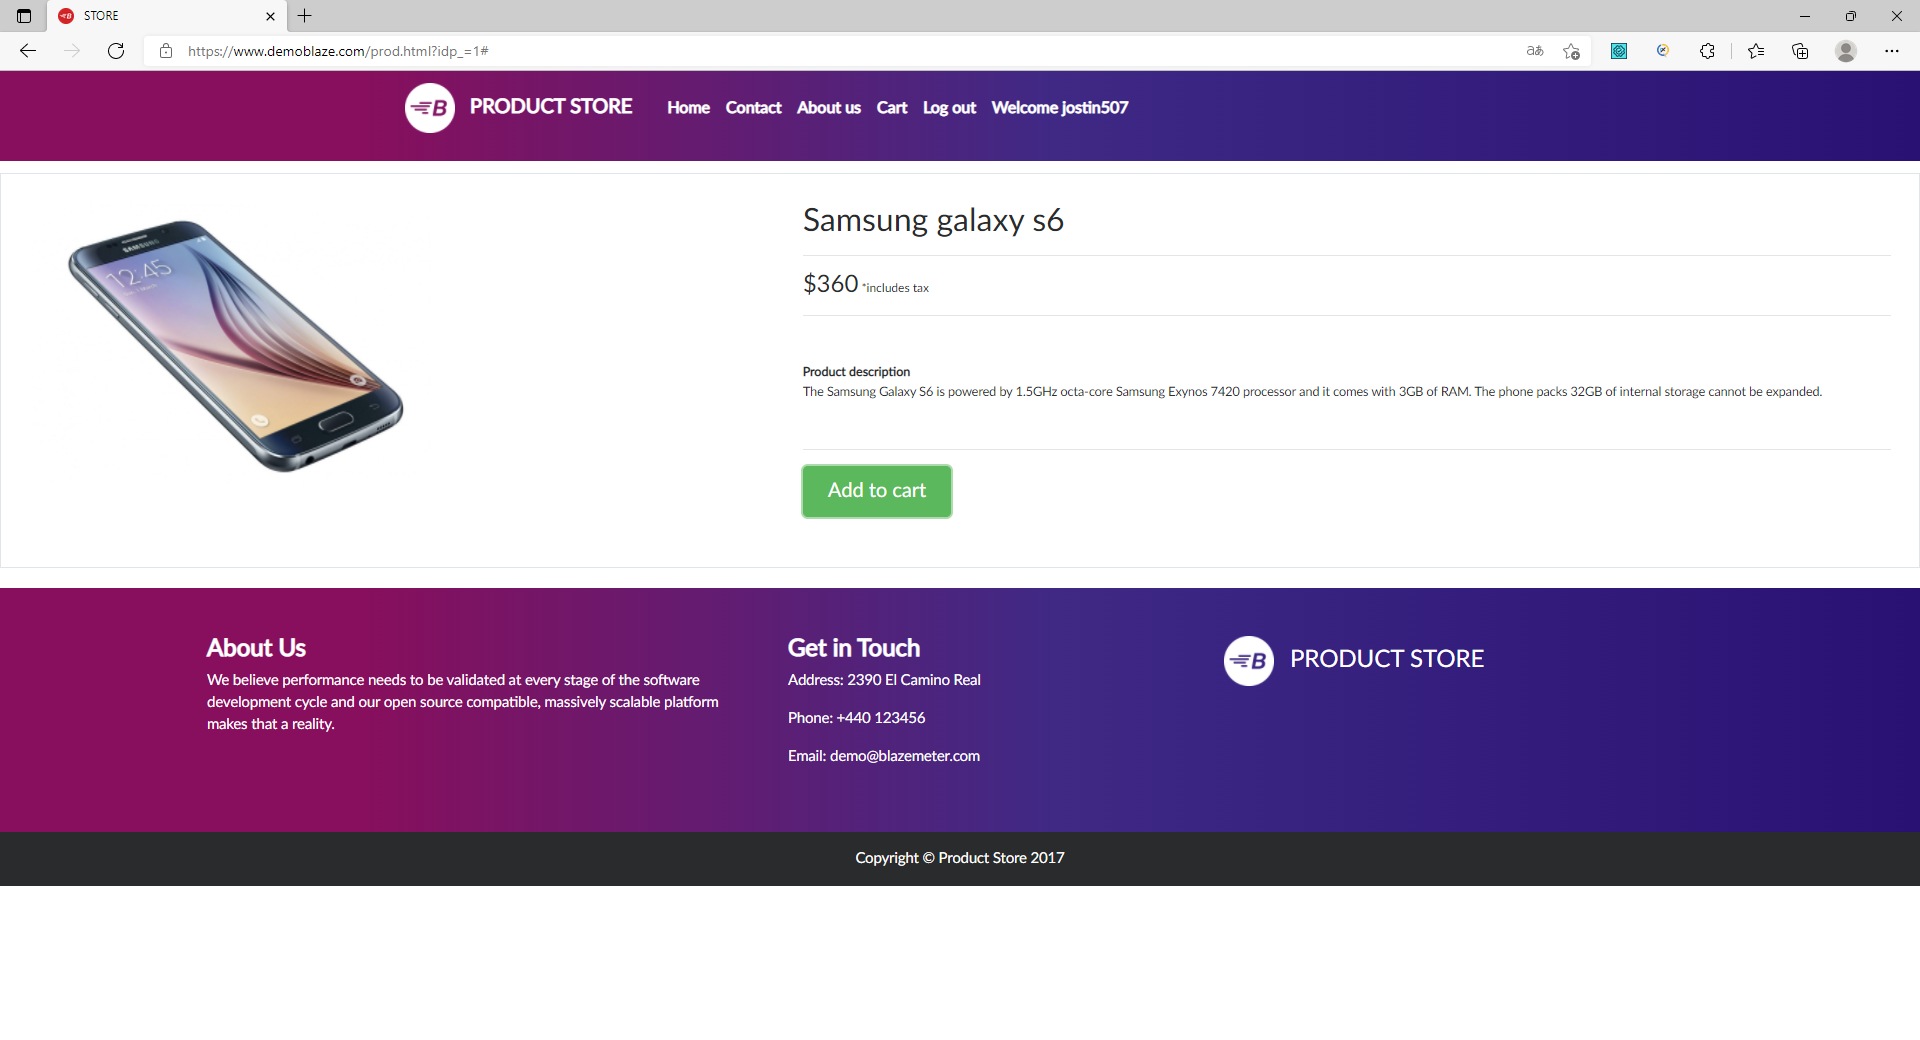 STORE
https://www.demoblaze.com/prod.html?idp_=1#
aあ
B PRODUCT STORE Home Contact About us Cart Log out Welcome jostin507
Samsung galaxy s6
$360 *includes tax
SAMSUNG
12:45
Product description
The Samsung Galaxy S6 is powered by 1.5GHz octa-core Samsung Exynos 7420 processor and it comes with 3GB of RAM. The phone packs 32GB of internal storage cannot be expanded.
Add to cart
About Us
We believe performance needs to be validated at every stage of the software
development cycle and our open source compatible, massively scalable platform
makes that a reality.
Get in Touch
Address: 2390 El Camino Real
Phone: +440 123456
Email: demo@blazemeter.com
B PRODUCT STORE
Copyright © Product Store 2017